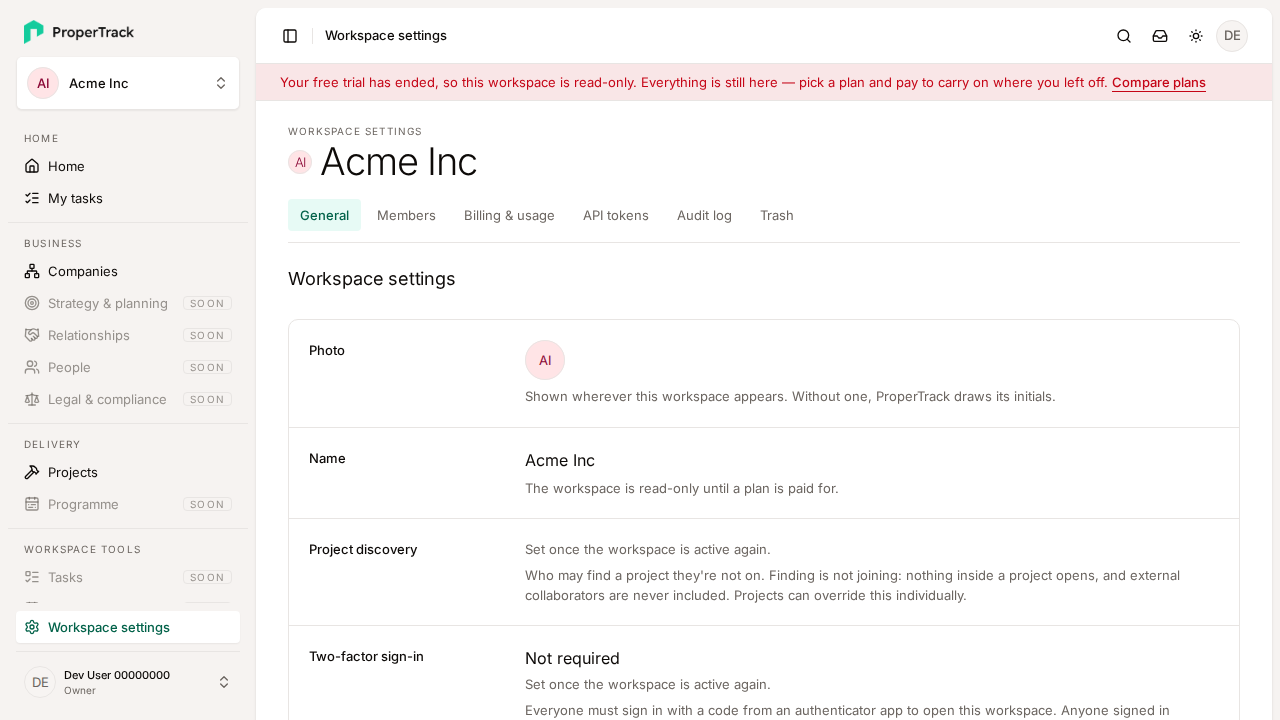 ProperTrack
AI Acme Inc
HOME
Home
My tasks
BUSINESS
Companies
Strategy & planning SOON
Relationships SOON
People SOON
Legal & compliance SOON
DELIVERY
Projects
Programme SOON
WORKSPACE TOOLS
Tasks SOON
Workspace settings
DE Dev User 00000000
Owner
Workspace settings
DE
Your free trial has ended, so this workspace is read-only. Everything is still here — pick a plan and pay to carry on where you left off. Compare plans
WORKSPACE SETTINGS
AI Acme Inc
General Members Billing & usage API tokens Audit log Trash
Workspace settings
Photo
AI
Shown wherever this workspace appears. Without one, ProperTrack draws its initials.
Name
Acme Inc
The workspace is read-only until a plan is paid for.
Project discovery
Set once the workspace is active again.
Who may find a project they're not on. Finding is not joining: nothing inside a project opens, and external
collaborators are never included. Projects can override this individually.
Two-factor sign-in
Not required
Set once the workspace is active again.
Everyone must sign in with a code from an authenticator app to open this workspace. Anyone signed in